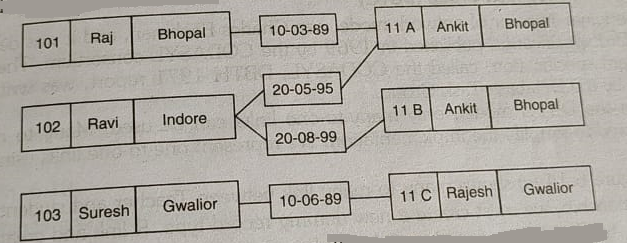 101 Raj Bhopal 10-03-89 11 A Ankit Bhopal
20-05-95
102 Ravi Indore 11 B Ankit Bhopal
20-08-99
103 Suresh Gwalior 10-06-89 11 C Rajesh Gwalior